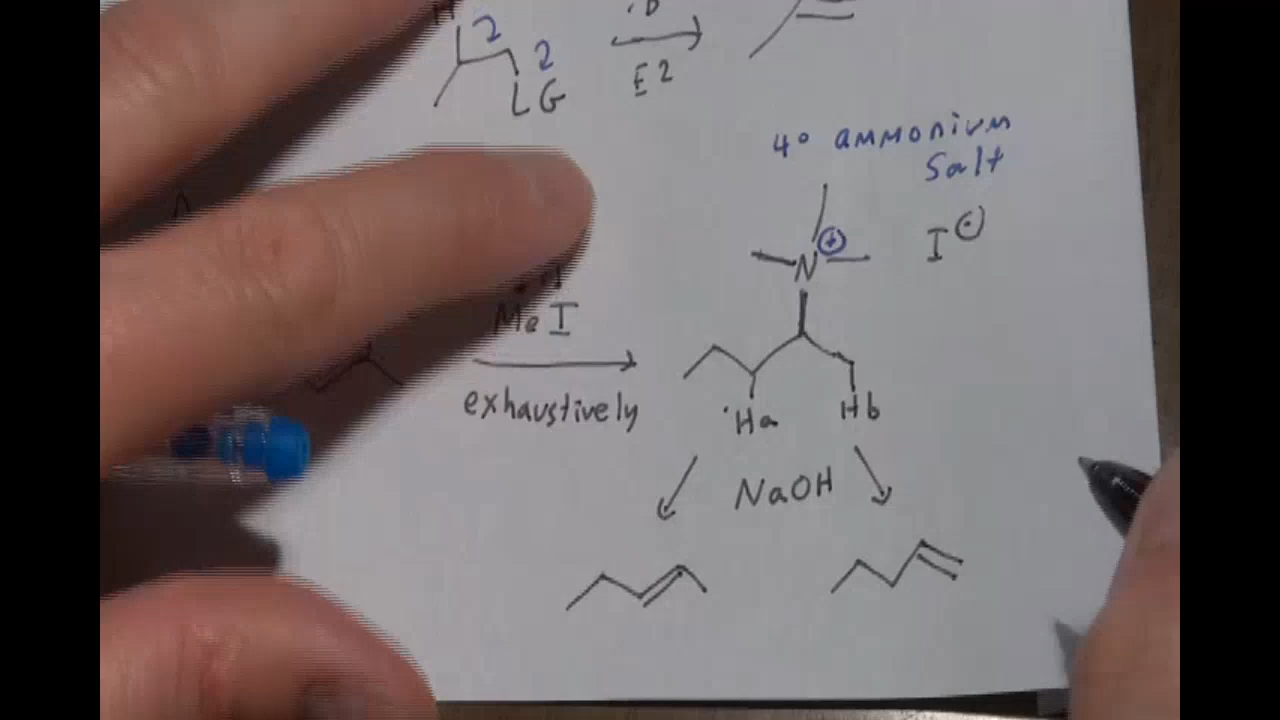 2
2
LG
E2
4° ammonium
salt
N ⊕
I ⊖
MeI
exhaustively
Ha
Hb
NaOH